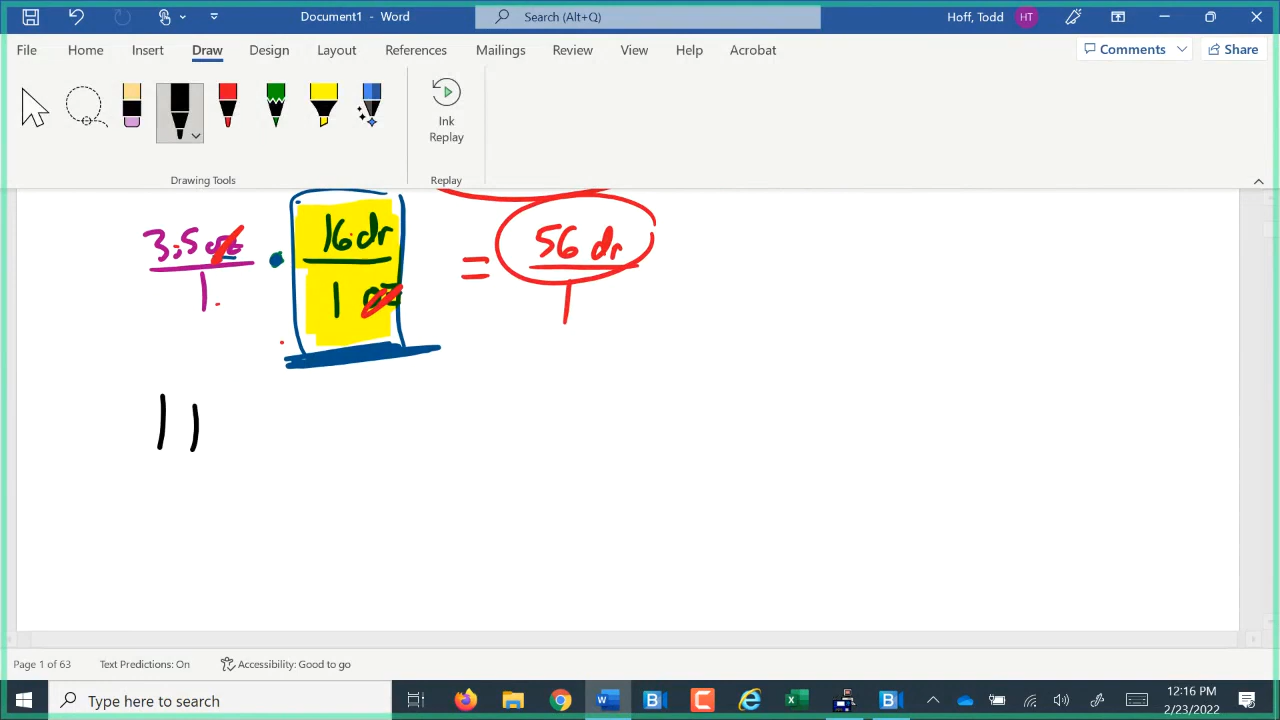 Document1 - Word
Search (Alt+Q)
Hoff, Todd
HT
File Home Insert Draw Design Layout References Mailings Review View Help Acrobat
Comments
Share
Ink
Replay
Drawing Tools
Replay
3.5 oz 16 dr = 56 dr
1 1 oz 1
11
Page 1 of 63 Text Predictions: On Accessibility: Good to go
Type here to search
12:16 PM
2/23/2022